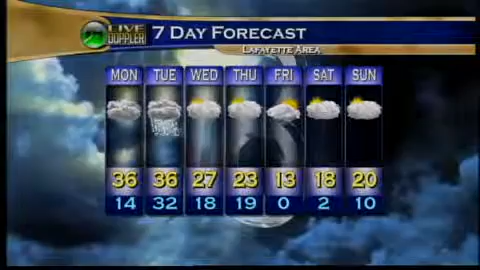 LIVE
DOPPLER
7 DAY FORECAST
LAFAYETTE AREA
MON TUE WED THU FRI SAT SUN
36 36 27 23 13 18 20
14 32 18 19 0 2 10